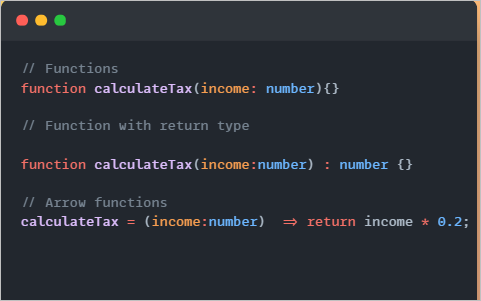 // Functions
function calculateTax(income: number){}
// Function with return type
function calculateTax(income:number) : number {}
// Arrow functions
calculateTax = (income:number)  => return income * 0.2;